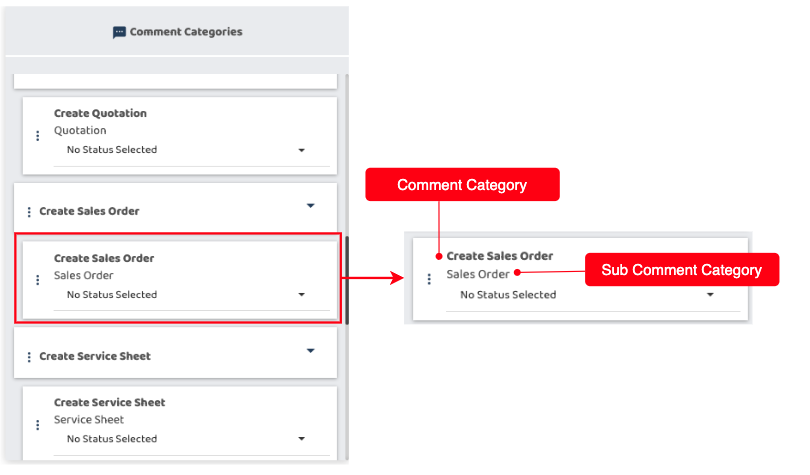 Comment Categories
Create Quotation
Quotation
No Status Selected
Create Sales Order
Create Sales Order
Sales Order
No Status Selected
Create Service Sheet
Create Service Sheet
Service Sheet
No Status Selected
Comment Category
Create Sales Order
Sales Order
Sub Comment Category
No Status Selected